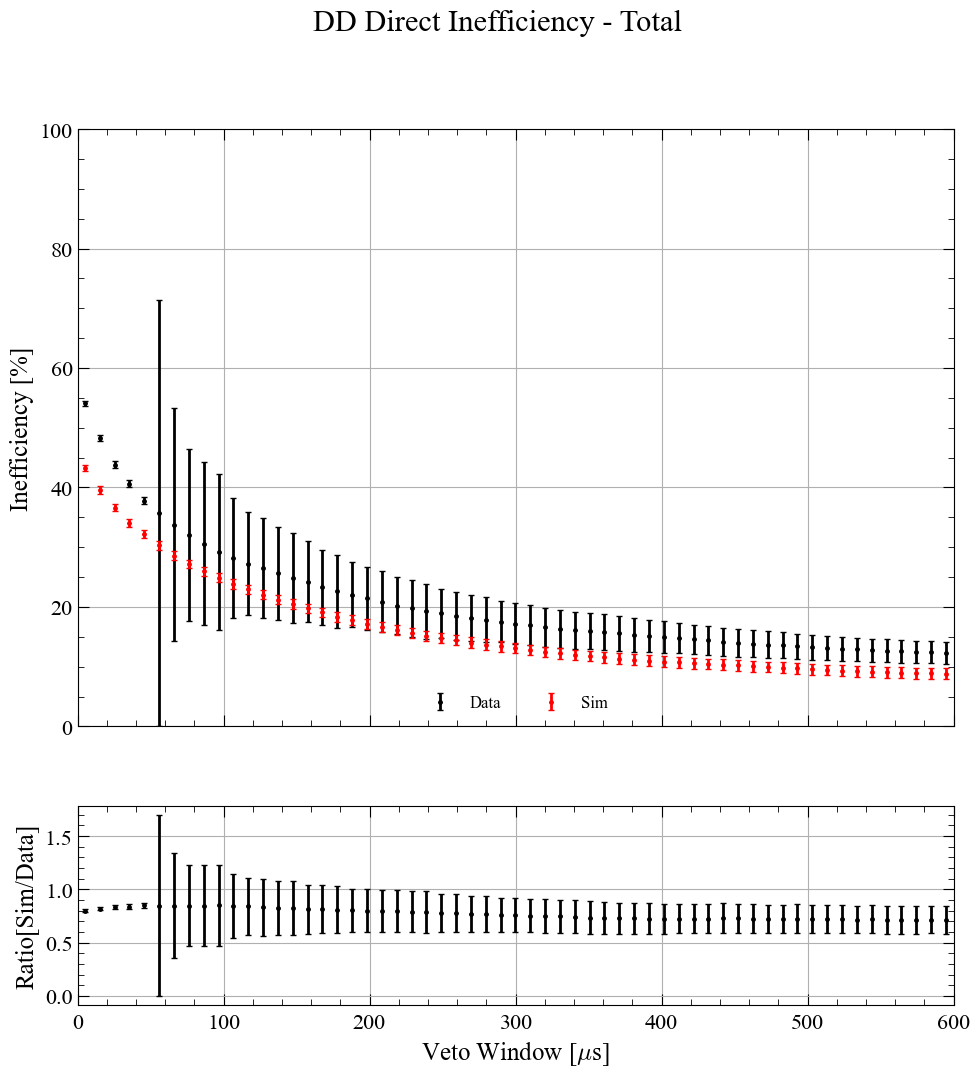 DD Direct Inefficiency - Total
100
80
60
40
20
0
Inefficiency [%]
Data Sim
1.5
1.0
0.5
0.0
Ratio[Sim/Data]
0 100 200 300 400 500 600
Veto Window [μs]